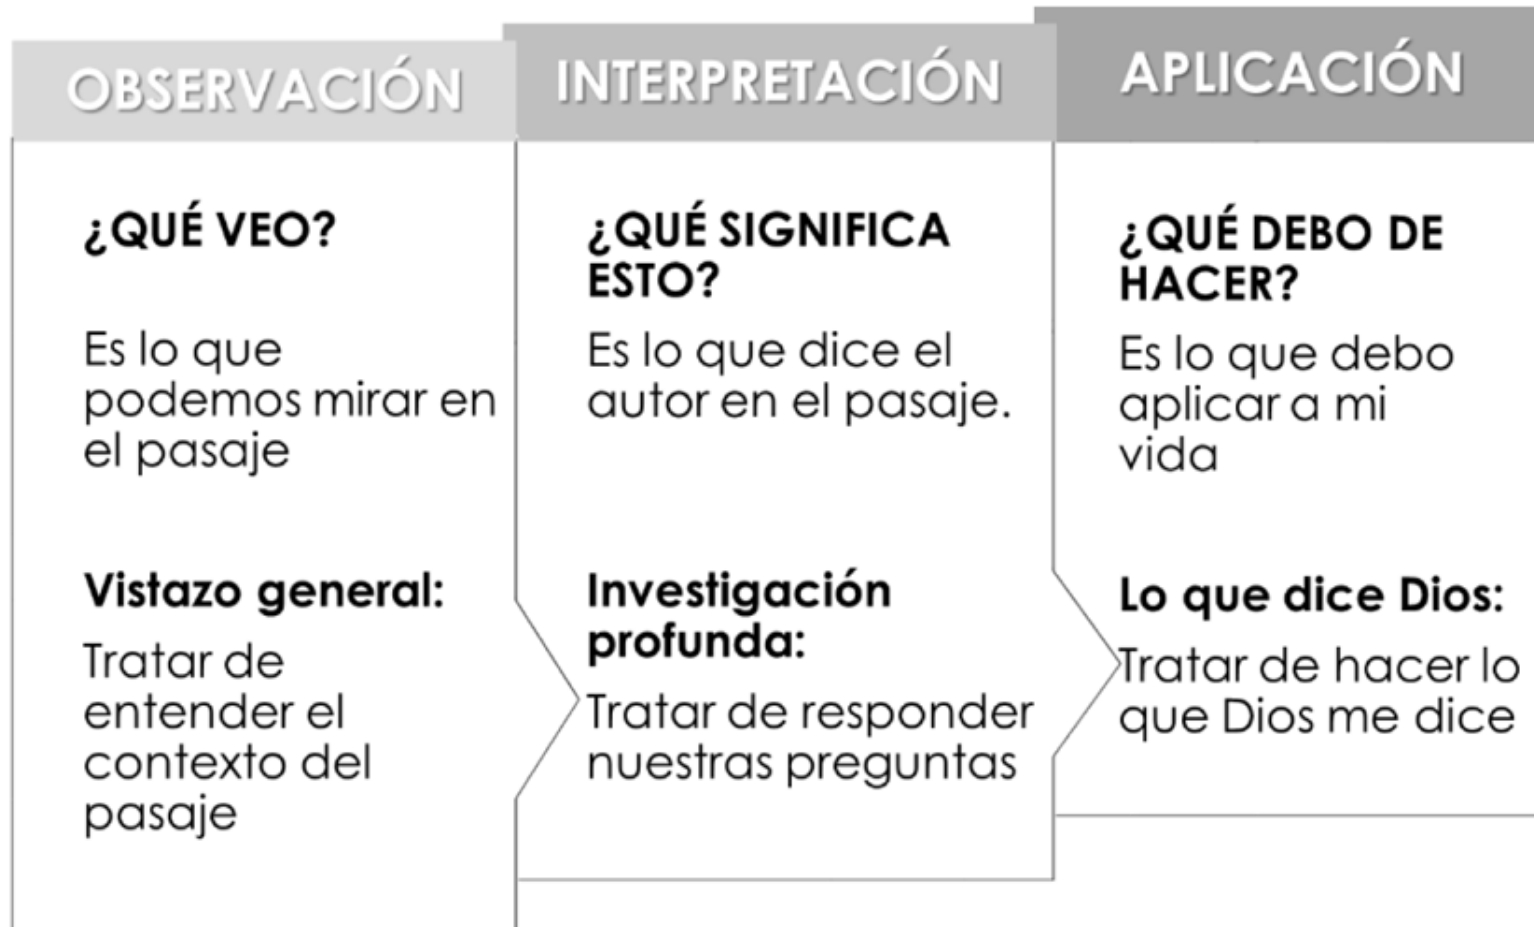 OBSERVACIÓN
¿QUÉ VEO?
Es lo que
podemos mirar en
el pasaje
Vistazo general:
Tratar de
entender el
contexto del
pasaje
INTERPRETACIÓN
¿QUÉ SIGNIFICA
ESTO?
Es lo que dice el
autor en el pasaje.
Investigación
profunda:
Tratar de responder
nuestras preguntas
APLICACIÓN
¿QUÉ DEBO DE
HACER?
Es lo que debo
aplicar a mi
vida
Lo que dice Dios:
Tratar de hacer lo
que Dios me dice